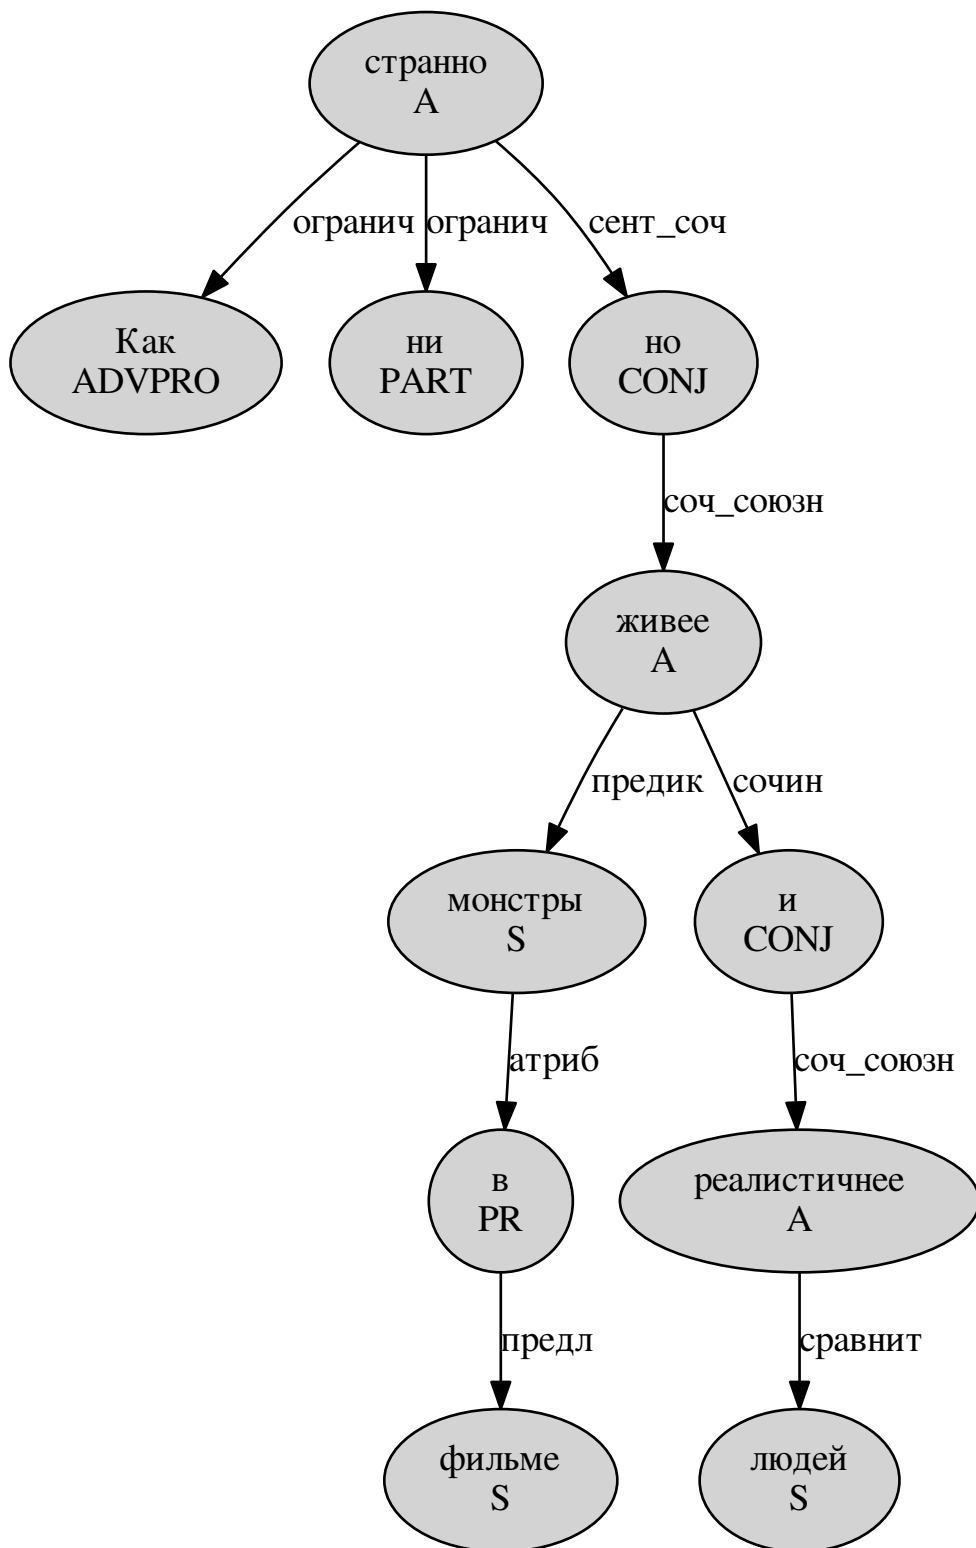 странно
A
огранич
огранич
сент_соч
Как
ADVPRO
ни
PART
но
CONJ
соч_союзн
живее
A
предик
сочин
монстры
S
и
CONJ
атриб
соч_союзн
в
PR
реалистичнее
A
предл
сравнит
фильме
S
людей
S